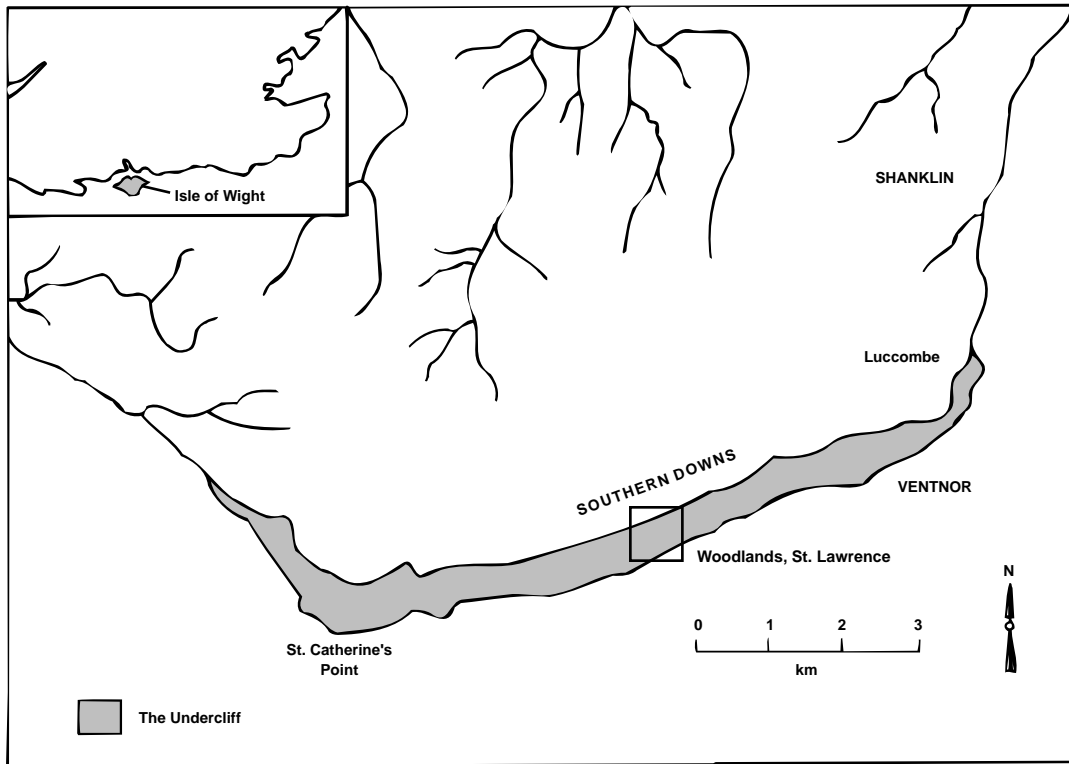 Isle of Wight
SHANKLIN
Luccombe
SOUTHERN DOWNS
VENTNOR
Woodlands, St. Lawrence
N
0 1 2 3
km
St. Catherine's
Point
The Undercliff